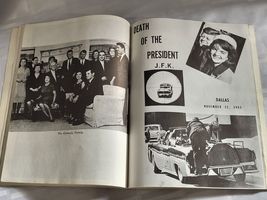 The Kennedy Family
DEATH
OF THE
PRESIDENT
J.F.K.
DALLAS
NOVEMBER 22, 1963